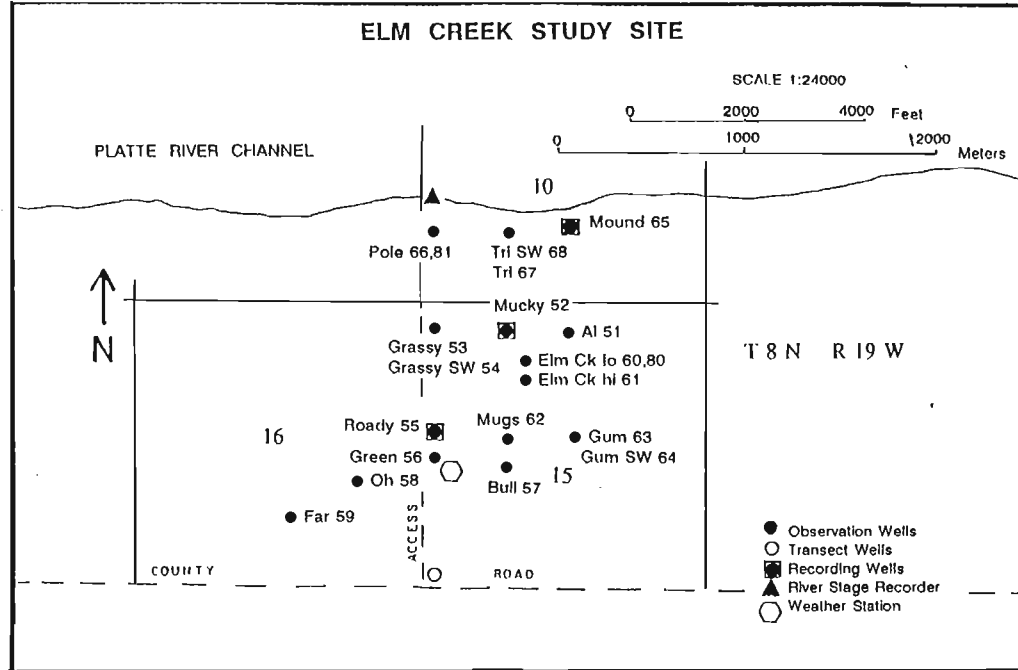 ELM CREEK STUDY SITE
SCALE 1:24000
0 2000 4000 Feet
0 1000 2000 Meters
PLATTE RIVER CHANNEL
10
Mound 65
Pole 66,81
Tri SW 68
Tri 67
N
Mucky 52
Al 51
Grassy 53
Grassy SW 54
Elm Ck lo 60,80
Elm Ck hi 61
T 8 N R 19 W
16
Roady 55
Mugs 62
Gum 63
Gum SW 64
Green 56
15
Oh 58
Bull 57
Far 59
ACCESS
COUNTY ROAD
Observation Wells
Transect Wells
Recording Wells
River Stage Recorder
Weather Station